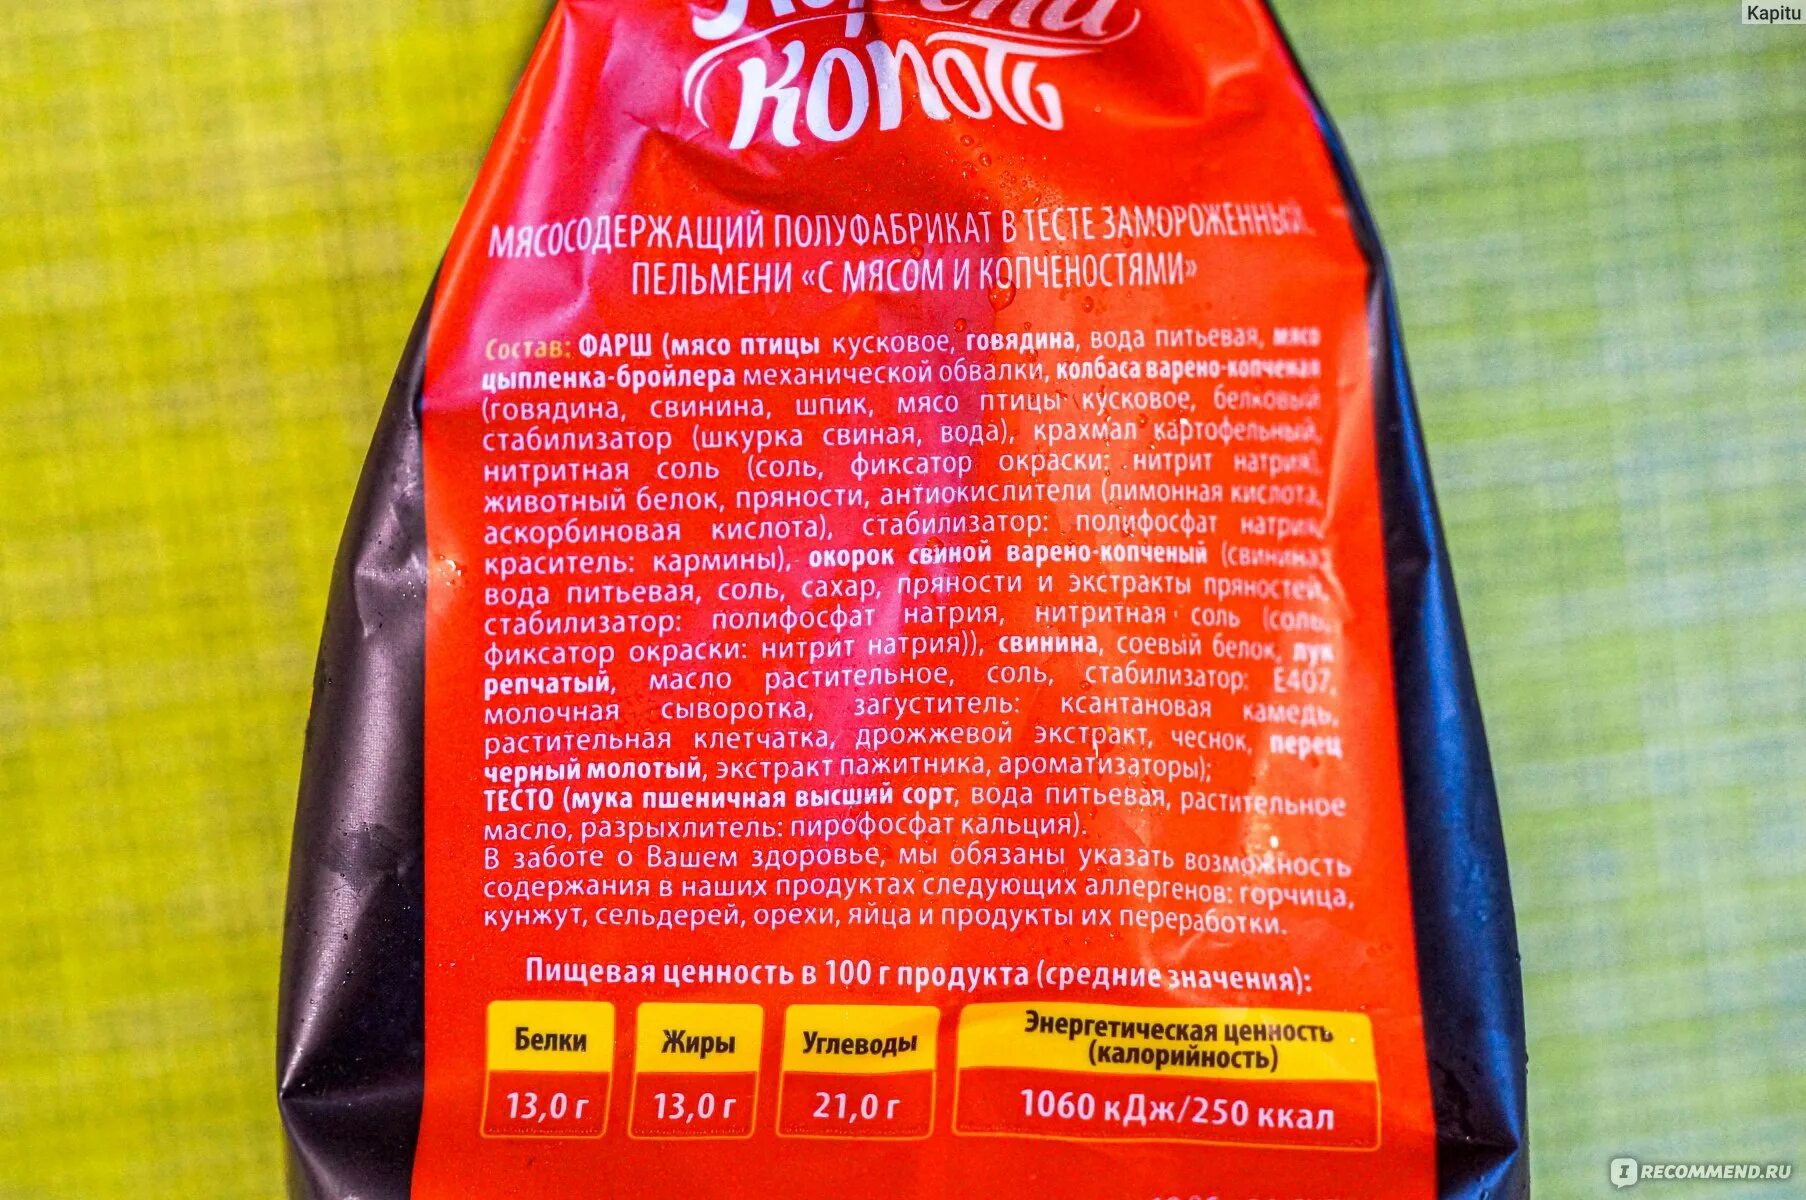 Kapitu
Копоть
МЯСОСОДЕРЖАЩИЙ ПОЛУФАБРИКАТ В ТЕСТЕ ЗАМОРОЖЕННЫЙ.
ПЕЛЬМЕНИ «С МЯСОМ И КОПЧЕНОСТЯМИ»
Состав: ФАРШ (мясо птицы кусковое, говядина, вода питьевая, мясо
цыпленка-бройлера механической обвалки, колбаса варено-копченая
(говядина, свинина, шпик, мясо птицы кусковое, белковый
стабилизатор (шкурка свиная, вода), крахмал картофельный,
нитритная соль (соль, фиксатор окраски: нитрит натрия),
животный белок, пряности, антиокислители (лимонная кислота,
аскорбиновая кислота), стабилизатор: полифосфат натрия,
краситель: кармины), окорок свиной варено-копченый (свинина,
вода питьевая, соль, сахар, пряности и экстракты пряностей,
стабилизатор: полифосфат натрия, нитритная соль (соль,
фиксатор окраски: нитрит натрия)), свинина, соевый белок, лук
репчатый, масло растительное, соль, стабилизатор: Е407,
молочная сыворотка, загуститель: ксантановая камедь,
растительная клетчатка, дрожжевой экстракт, чеснок, перец
черный молотый, экстракт пажитника, ароматизаторы);
ТЕСТО (мука пшеничная высший сорт, вода питьевая, растительное
масло, разрыхлитель: пирофосфат кальция).
В заботе о Вашем здоровье, мы обязаны указать возможность
содержания в наших продуктах следующих аллергенов: горчица,
кунжут, сельдерей, орехи, яйца и продукты их переработки.
Пищевая ценность в 100 г продукта (средние значения):
Белки Жиры Углеводы Энергетическая ценность
(калорийность)
13,0 г 13,0 г 21,0 г 1060 кДж/250 ккал
IRECOMMEND.RU